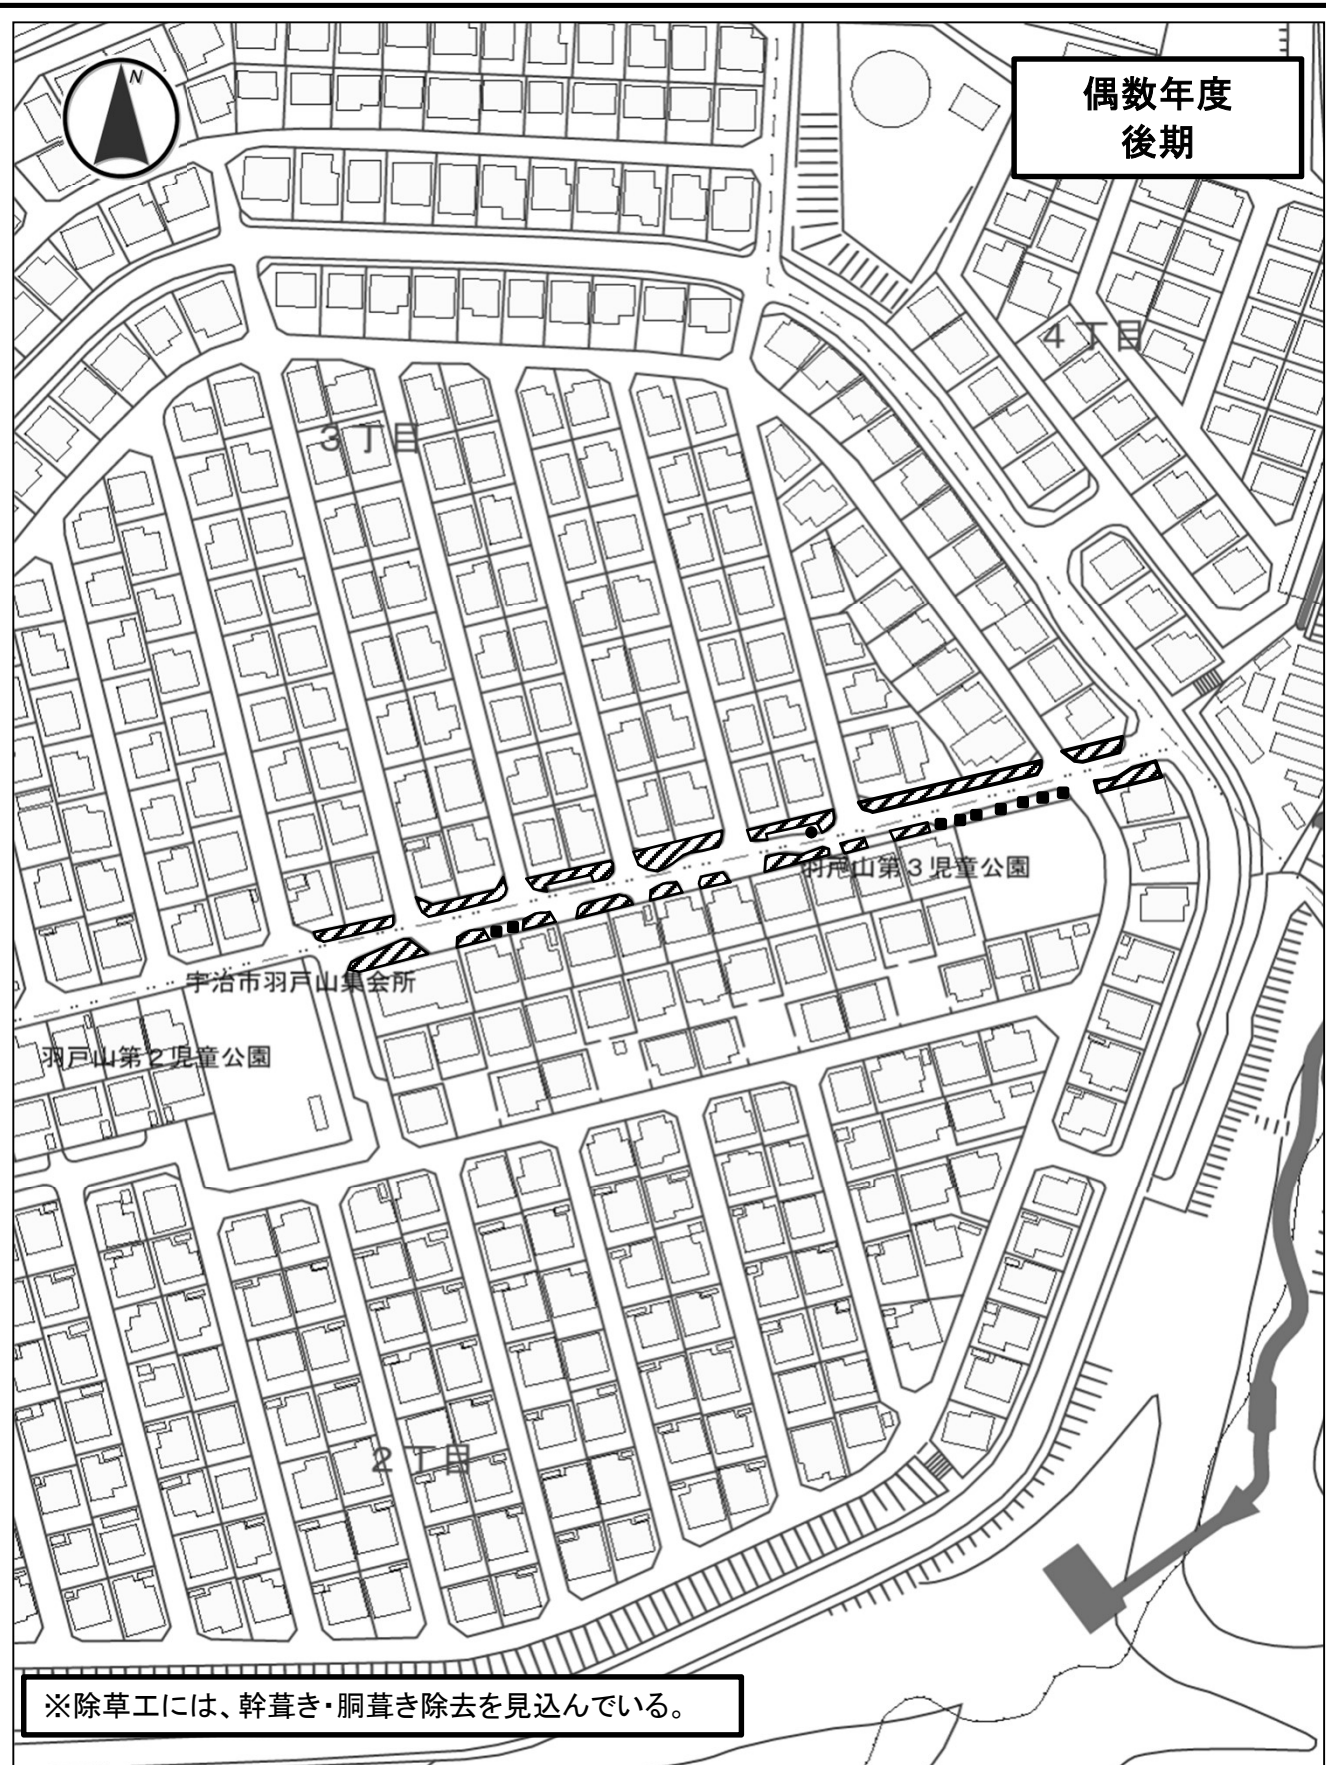 N
偶数年度
後期
4丁目
3丁目
羽戸山第3児童公園
宇治市羽戸山集会所
羽戸山第2児童公園
2丁目
※除草工には、幹葺き・胴葺き除去を見込んでいる。